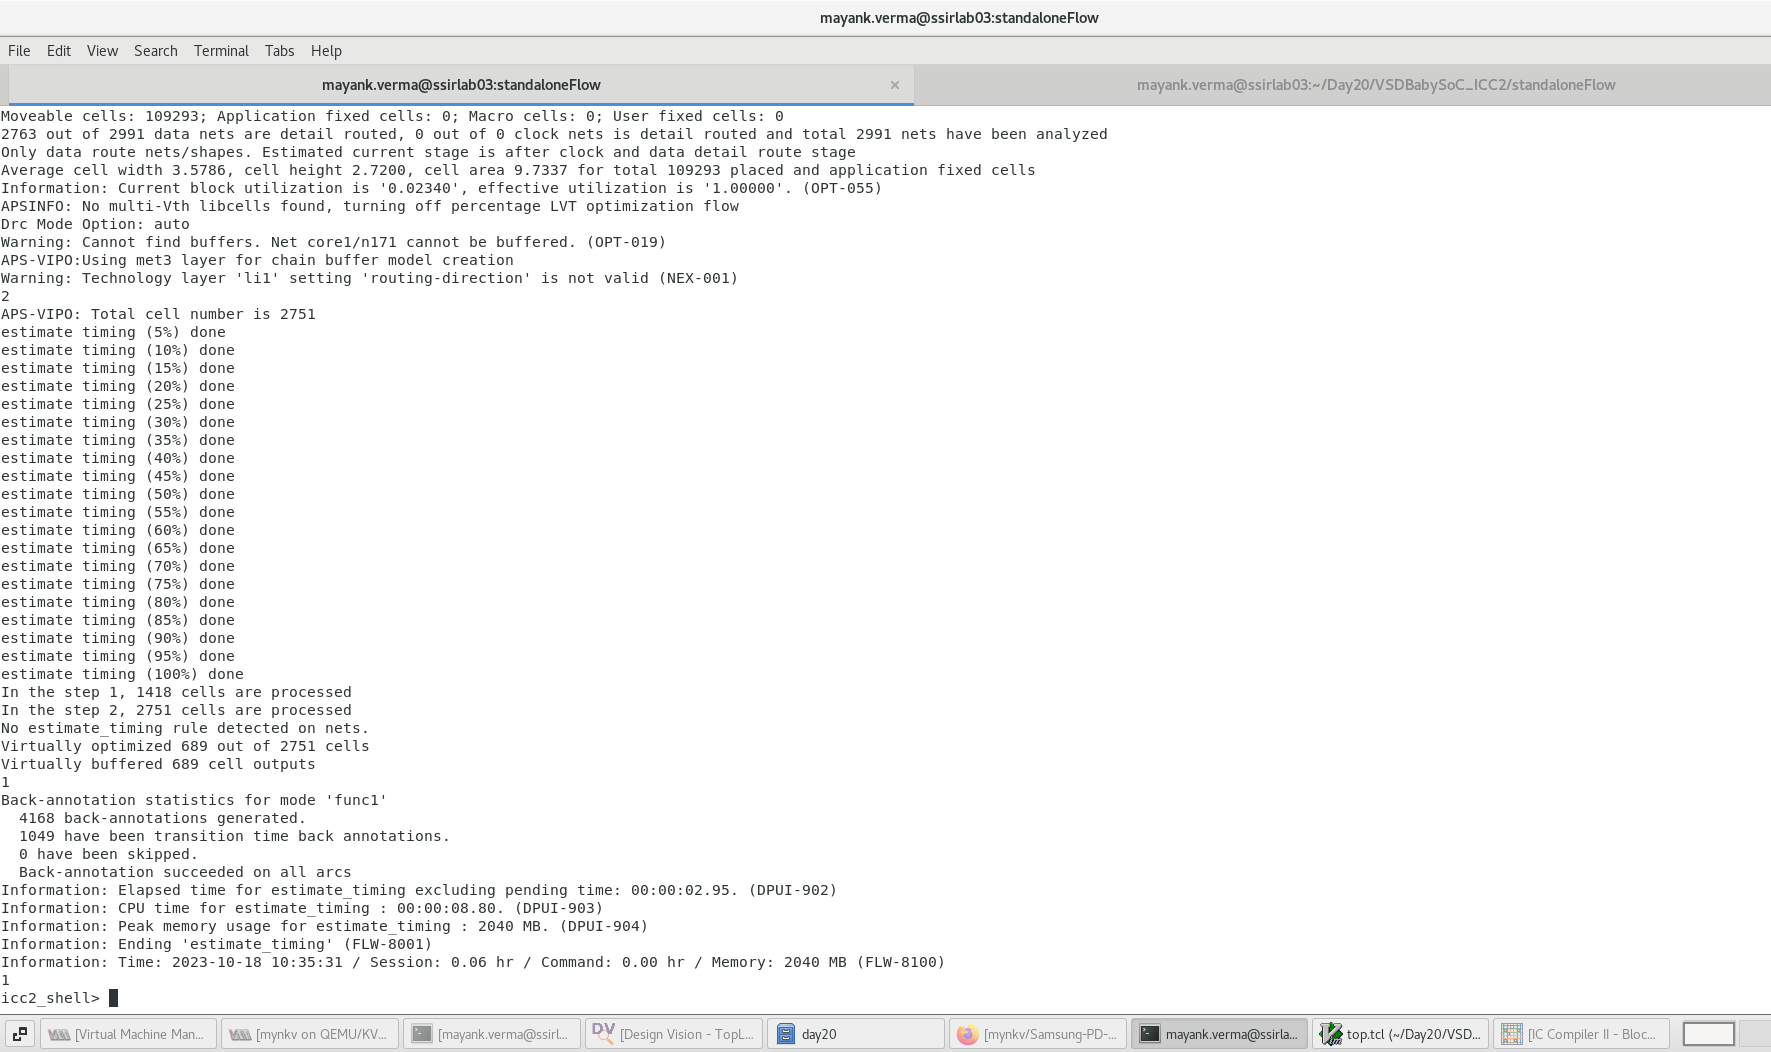 mayank.verma@ssirlab03:standaloneFlow
File Edit View Search Terminal Tabs Help
mayank.verma@ssirlab03:standaloneFlow × mayank.verma@ssirlab03:~/Day20/VSDBabySoC_ICC2/standaloneFlow
Moveable cells: 109293; Application fixed cells: 0; Macro cells: 0; User fixed cells: 0
2763 out of 2991 data nets are detail routed, 0 out of 0 clock nets is detail routed and total 2991 nets have been analyzed
Only data route nets/shapes. Estimated current stage is after clock and data detail route stage
Average cell width 3.5786, cell height 2.7200, cell area 9.7337 for total 109293 placed and application fixed cells
Information: Current block utilization is '0.02340', effective utilization is '1.00000'. (OPT-055)
APSINFO: No multi-Vth libcells found, turning off percentage LVT optimization flow
Drc Mode Option: auto
Warning: Cannot find buffers. Net core1/n171 cannot be buffered. (OPT-019)
APS-VIPO:Using met3 layer for chain buffer model creation
Warning: Technology layer 'li1' setting 'routing-direction' is not valid (NEX-001)
2
APS-VIPO: Total cell number is 2751
estimate timing (5%) done
estimate timing (10%) done
estimate timing (15%) done
estimate timing (20%) done
estimate timing (25%) done
estimate timing (30%) done
estimate timing (35%) done
estimate timing (40%) done
estimate timing (45%) done
estimate timing (50%) done
estimate timing (55%) done
estimate timing (60%) done
estimate timing (65%) done
estimate timing (70%) done
estimate timing (75%) done
estimate timing (80%) done
estimate timing (85%) done
estimate timing (90%) done
estimate timing (95%) done
estimate timing (100%) done
In the step 1, 1418 cells are processed
In the step 2, 2751 cells are processed
No estimate_timing rule detected on nets.
Virtually optimized 689 out of 2751 cells
Virtually buffered 689 cell outputs
1
Back-annotation statistics for mode 'func1'
  4168 back-annotations generated.
  1049 have been transition time back annotations.
  0 have been skipped.
  Back-annotation succeeded on all arcs
Information: Elapsed time for estimate_timing excluding pending time: 00:00:02.95. (DPUI-902)
Information: CPU time for estimate_timing : 00:00:08.80. (DPUI-903)
Information: Peak memory usage for estimate_timing : 2040 MB. (DPUI-904)
Information: Ending 'estimate_timing' (FLW-8001)
Information: Time: 2023-10-18 10:35:31 / Session: 0.06 hr / Command: 0.00 hr / Memory: 2040 MB (FLW-8100)
1
icc2_shell>
[Virtual Machine Man... [mynkv on QEMU/KV... [mayank.verma@ssirl... DV [Design Vision - TopL... day20 [mynkv/Samsung-PD-... mayank.verma@ssirla... top.tcl (~/Day20/VSD... [IC Compiler II - Bloc...